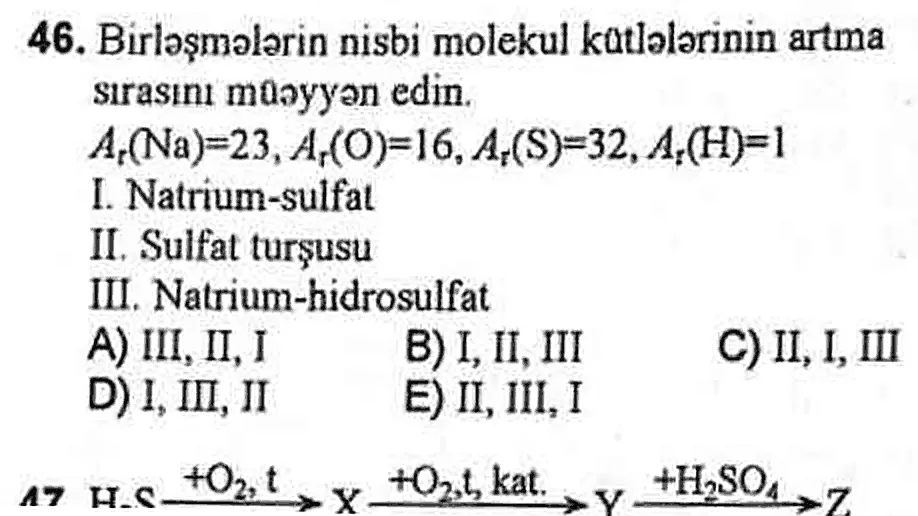 46. Birləşmələrin nisbi molekul kütlələrinin artma
sırasını müəyyən edin.
Aᵣ(Na)=23, Aᵣ(O)=16, Aᵣ(S)=32, Aᵣ(H)=1
I. Natrium-sulfat
II. Sulfat turşusu
III. Natrium-hidrosulfat
A) III, II, I B) I, II, III C) II, I, III
D) I, III, II E) II, III, I
47 H₂S +O₂, t → X +O₂,t, kat. → Y +H₂SO₄ → Z